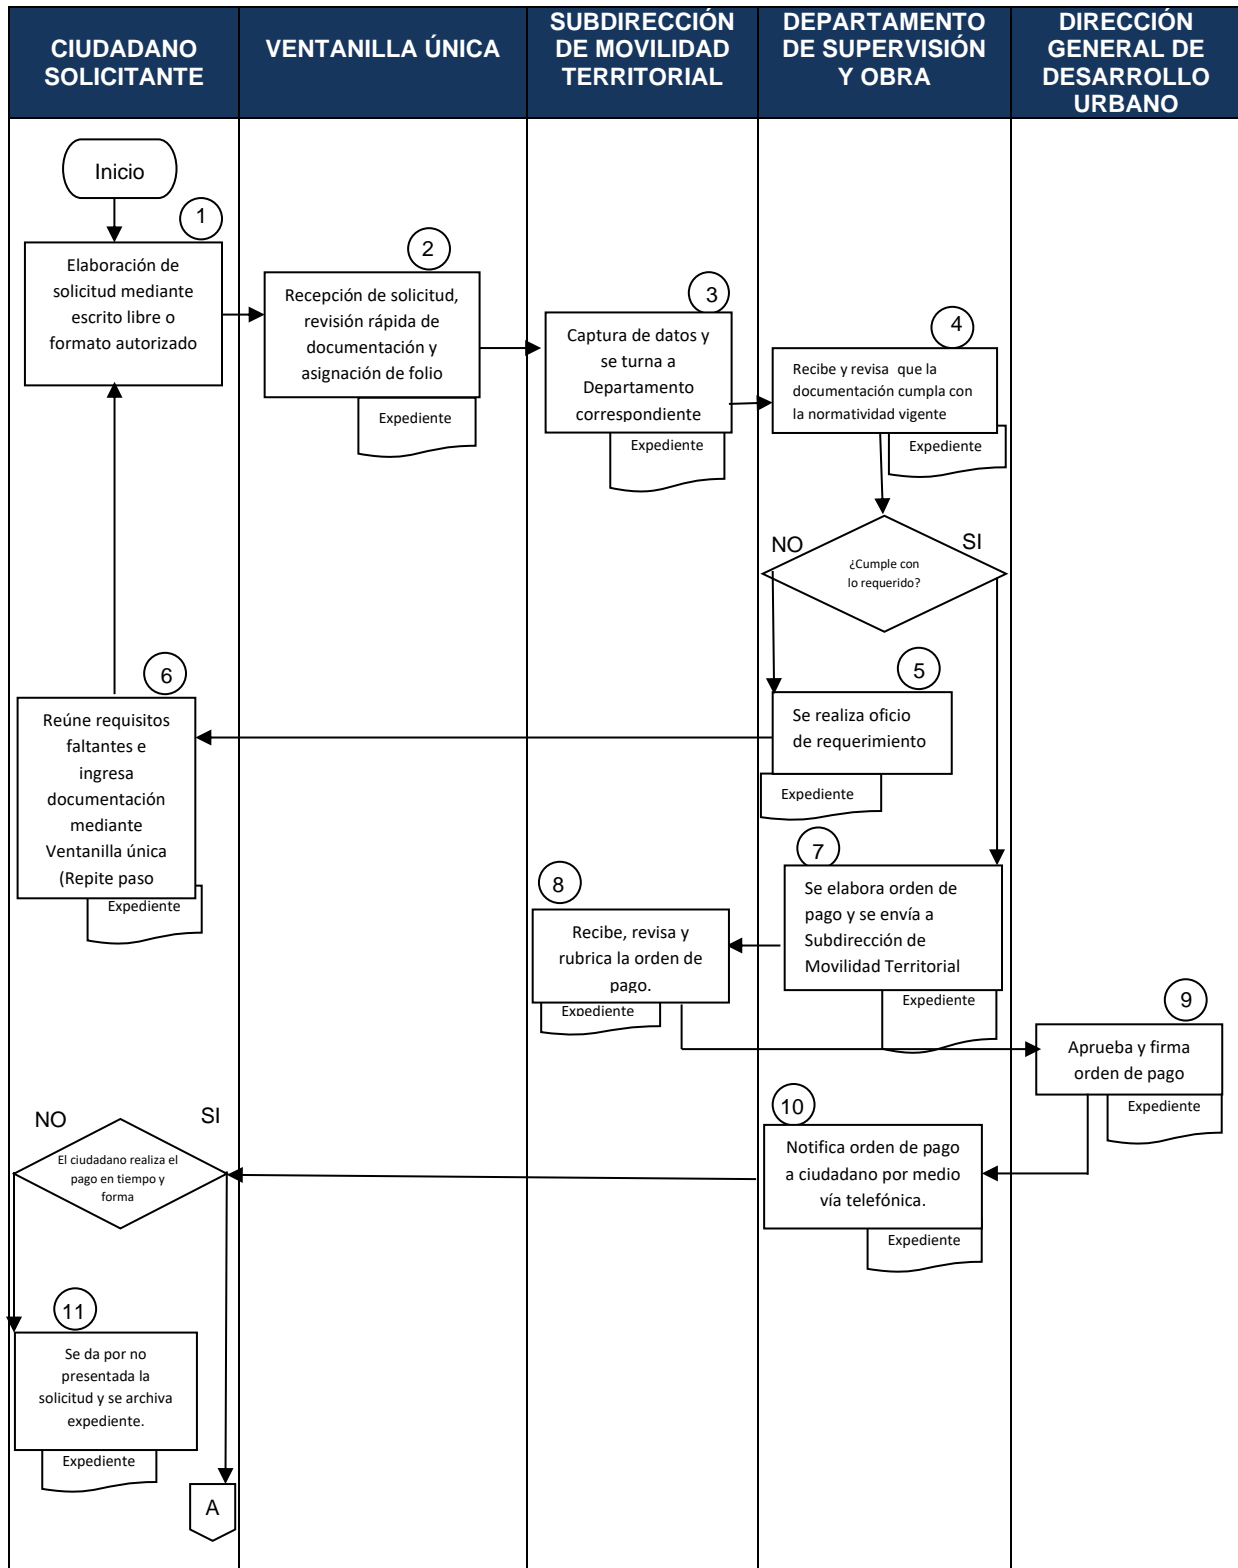 CIUDADANO
SOLICITANTE
VENTANILLA ÚNICA
SUBDIRECCIÓN
DE MOVILIDAD
TERRITORIAL
DEPARTAMENTO
DE SUPERVISIÓN
Y OBRA
DIRECCIÓN
GENERAL DE
DESARROLLO
URBANO
Inicio
1
Elaboración de
solicitud mediante
escrito libre o
formato autorizado
2
Recepción de solicitud,
revisión rápida de
documentación y
asignación de folio
Expediente
3
Captura de datos y
se turna a
Departamento
correspondiente
Expediente
4
Recibe y revisa que la
documentación cumpla con
la normatividad vigente
Expediente
NO
SI
¿Cumple con
lo requerido?
5
Se realiza oficio
de requerimiento
Expediente
6
Reúne requisitos
faltantes e
ingresa
documentación
mediante
Ventanilla única
(Repite paso
Expediente
7
Se elabora orden de
pago y se envía a
Subdirección de
Movilidad Territorial
Expediente
8
Recibe, revisa y
rubrica la orden de
pago.
Expediente
9
Aprueba y firma
orden de pago
Expediente
10
Notifica orden de pago
a ciudadano por medio
vía telefónica.
Expediente
NO
SI
El ciudadano realiza el
pago en tiempo y
forma
11
Se da por no
presentada la
solicitud y se archiva
expediente.
Expediente
A